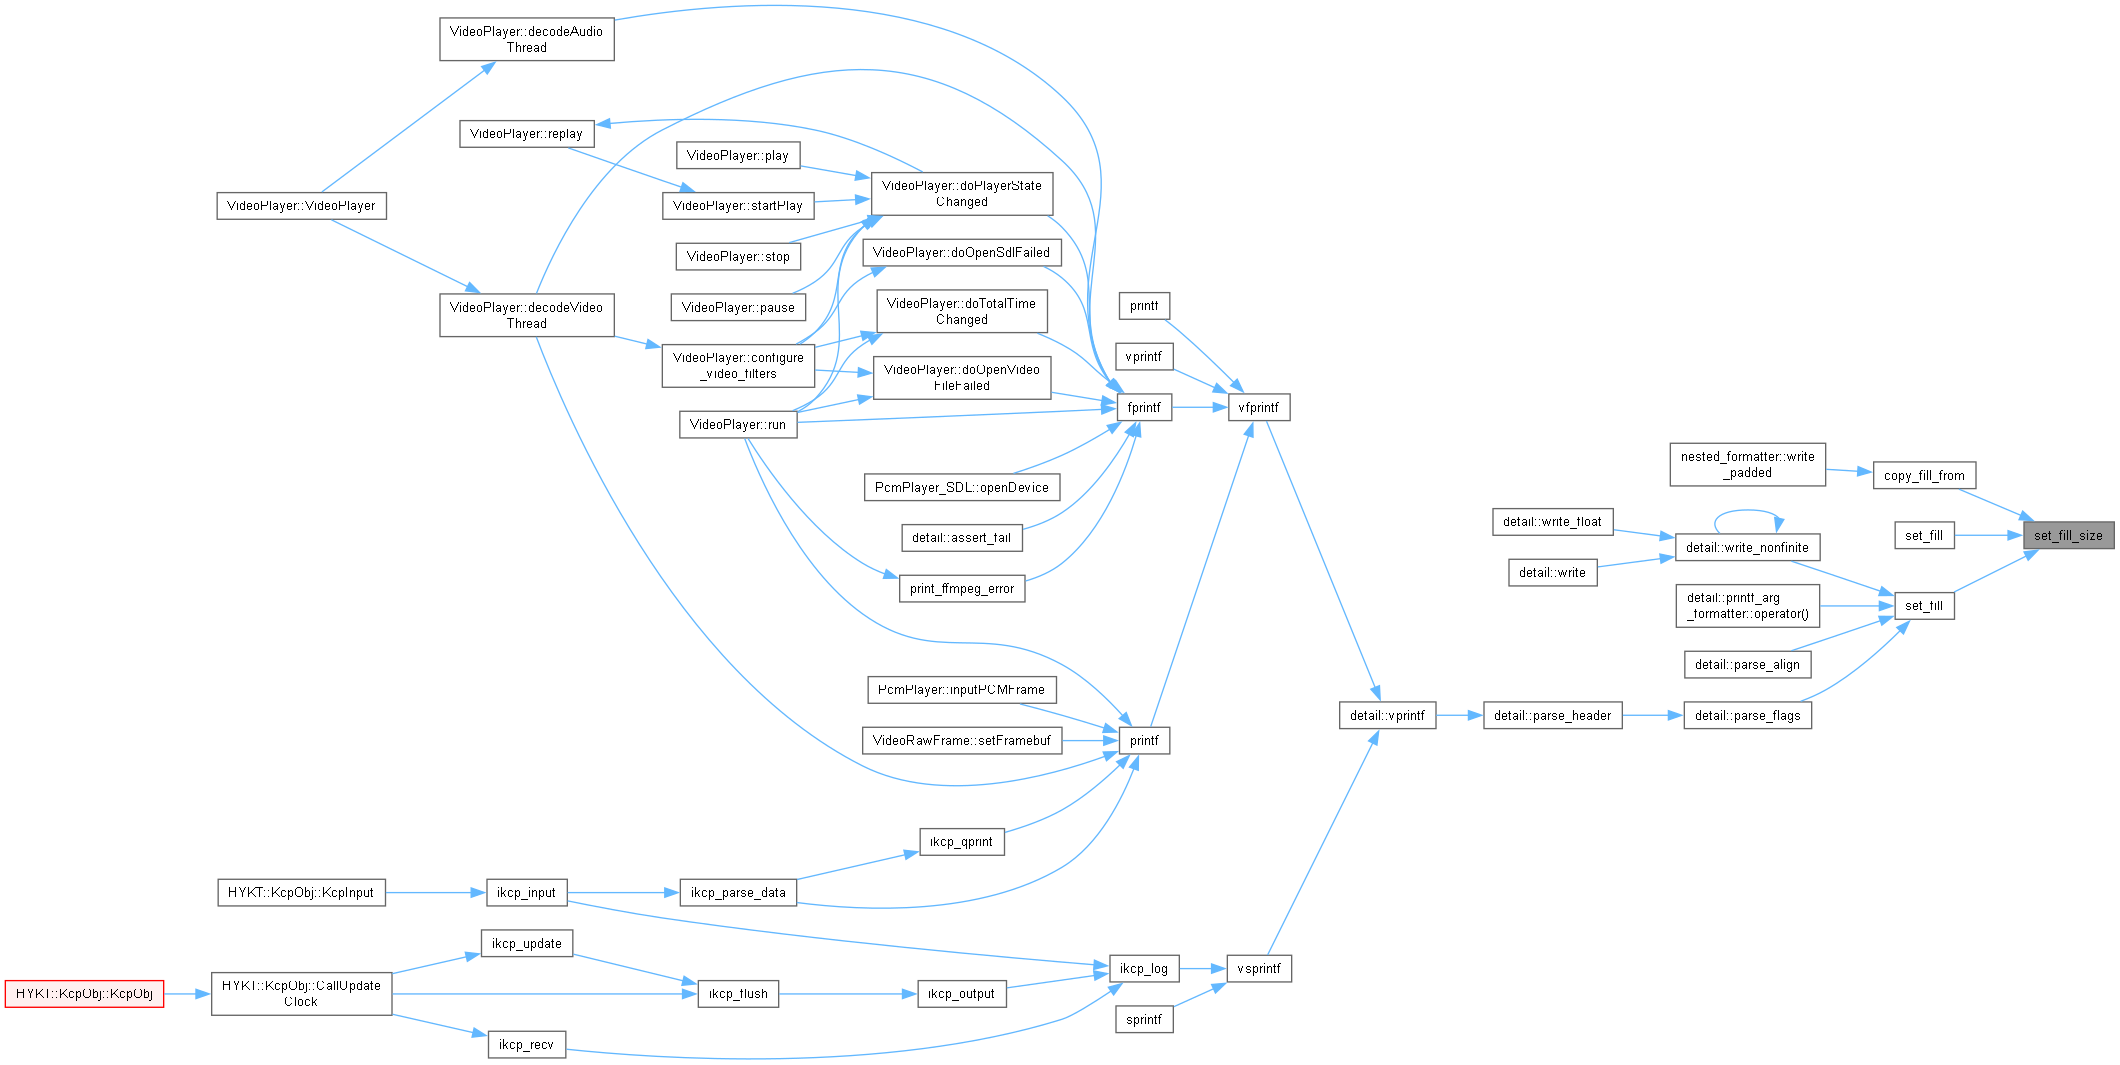 VideoPlayer::decodeAudio
Thread
VideoPlayer::replay
VideoPlayer::play
VideoPlayer::doPlayerState
Changed
VideoPlayer::VideoPlayer
VideoPlayer::startPlay
VideoPlayer::stop
VideoPlayer::doOpenSdlFailed
VideoPlayer::decodeVideo
Thread
VideoPlayer::pause
VideoPlayer::doTotalTime
Changed
printf
VideoPlayer::configure
_video_filters
VideoPlayer::doOpenVideo
FileFailed
vprintf
VideoPlayer::run
fprintf
vfprintf
PcmPlayer_SDL::openDevice
nested_formatter::write
_padded
copy_fill_from
detail::assert_fail
detail::write_float
detail::write_nonfinite
set_fill
set_fill_size
print_ffmpeg_error
detail::write
detail::printf_arg
_formatter::operator()
set_fill
detail::parse_align
PcmPlayer::inputPCMFrame
VideoRawFrame::setFramebuf
printf
detail::vprintf
detail::parse_header
detail::parse_flags
ikcp_qprint
HYKT::KcpObj::KcpInput
ikcp_input
ikcp_parse_data
ikcp_update
ikcp_log
vsprintf
HYKT::KcpObj::KcpObj
HYKT::KcpObj::CallUpdate
Clock
ikcp_flush
ikcp_output
sprintf
ikcp_recv